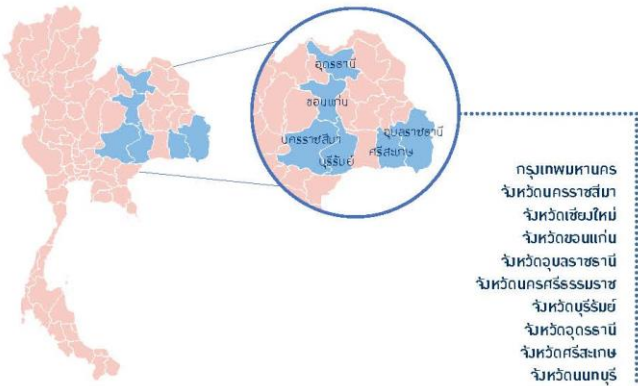 อุดรธานี
ขอนแก่น
นครราชสีมา
บุรีรัมย์
อุบลราชธานี
ศรีสะเกษ
กรุงเทพมหานคร
จังหวัดนครราชสีมา
จังหวัดเชียงใหม่
จังหวัดขอนแก่น
จังหวัดอุบลราชธานี
จังหวัดนครศรีธรรมราช
จังหวัดบุรีรัมย์
จังหวัดอุดรธานี
จังหวัดศรีสะเกษ
จังหวัดนนทบุรี